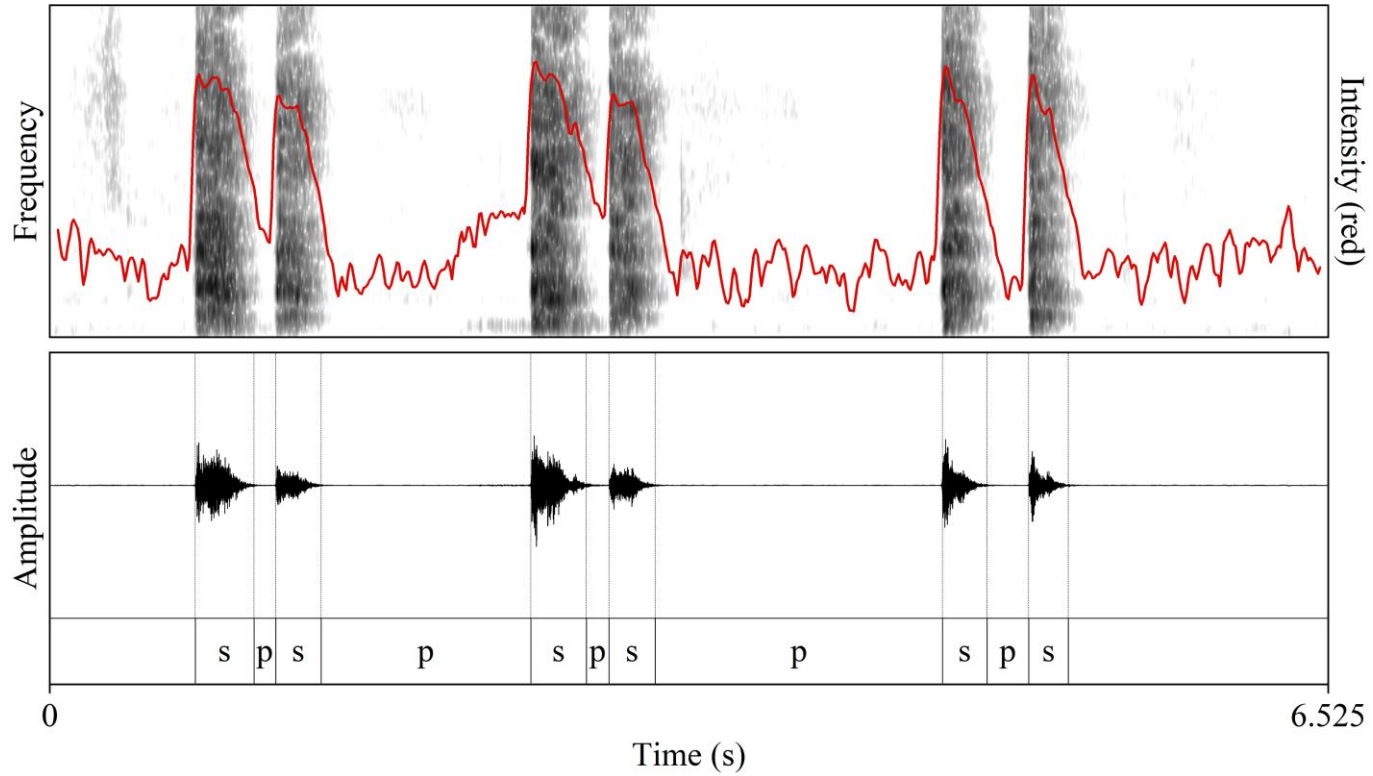 Frequency
Intensity (red)
Amplitude
s p s p s p s p s p s
0 6.525
Time (s)